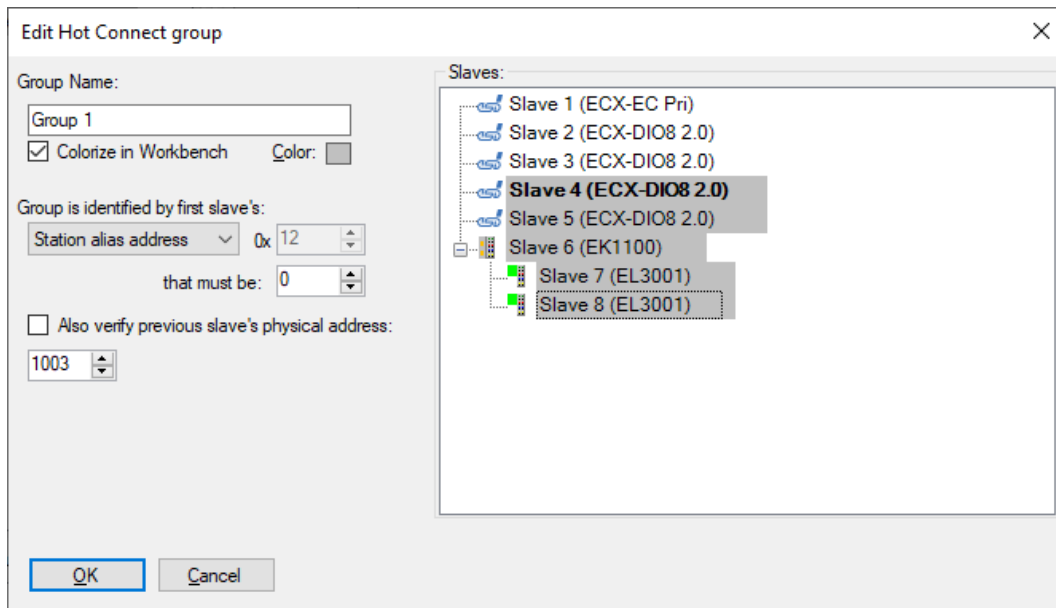 Edit Hot Connect group
Group Name:
Group 1
Colorize in Workbench Color:
Group is identified by first slave's:
Station alias address 0x 12
that must be: 0
Also verify previous slave's physical address:
1003
OK Cancel
Slaves:
Slave 1 (ECX-EC Pri)
Slave 2 (ECX-DIO8 2.0)
Slave 3 (ECX-DIO8 2.0)
Slave 4 (ECX-DIO8 2.0)
Slave 5 (ECX-DIO8 2.0)
Slave 6 (EK1100)
Slave 7 (EL3001)
Slave 8 (EL3001)